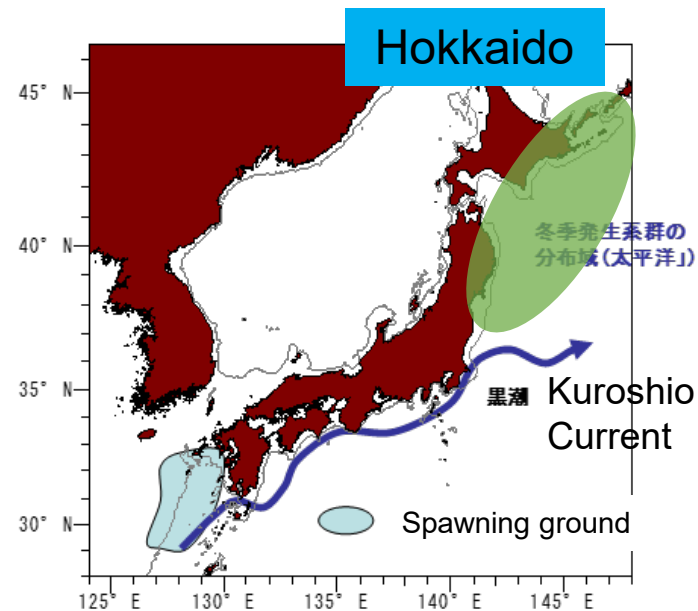 Hokkaido
45° N
冬季発生系群の
分布域(太平洋」)
40° N
35° N
黒潮
Kuroshio
Current
30° N
Spawning ground
125° E
130° E
135° E
140° E
145° E